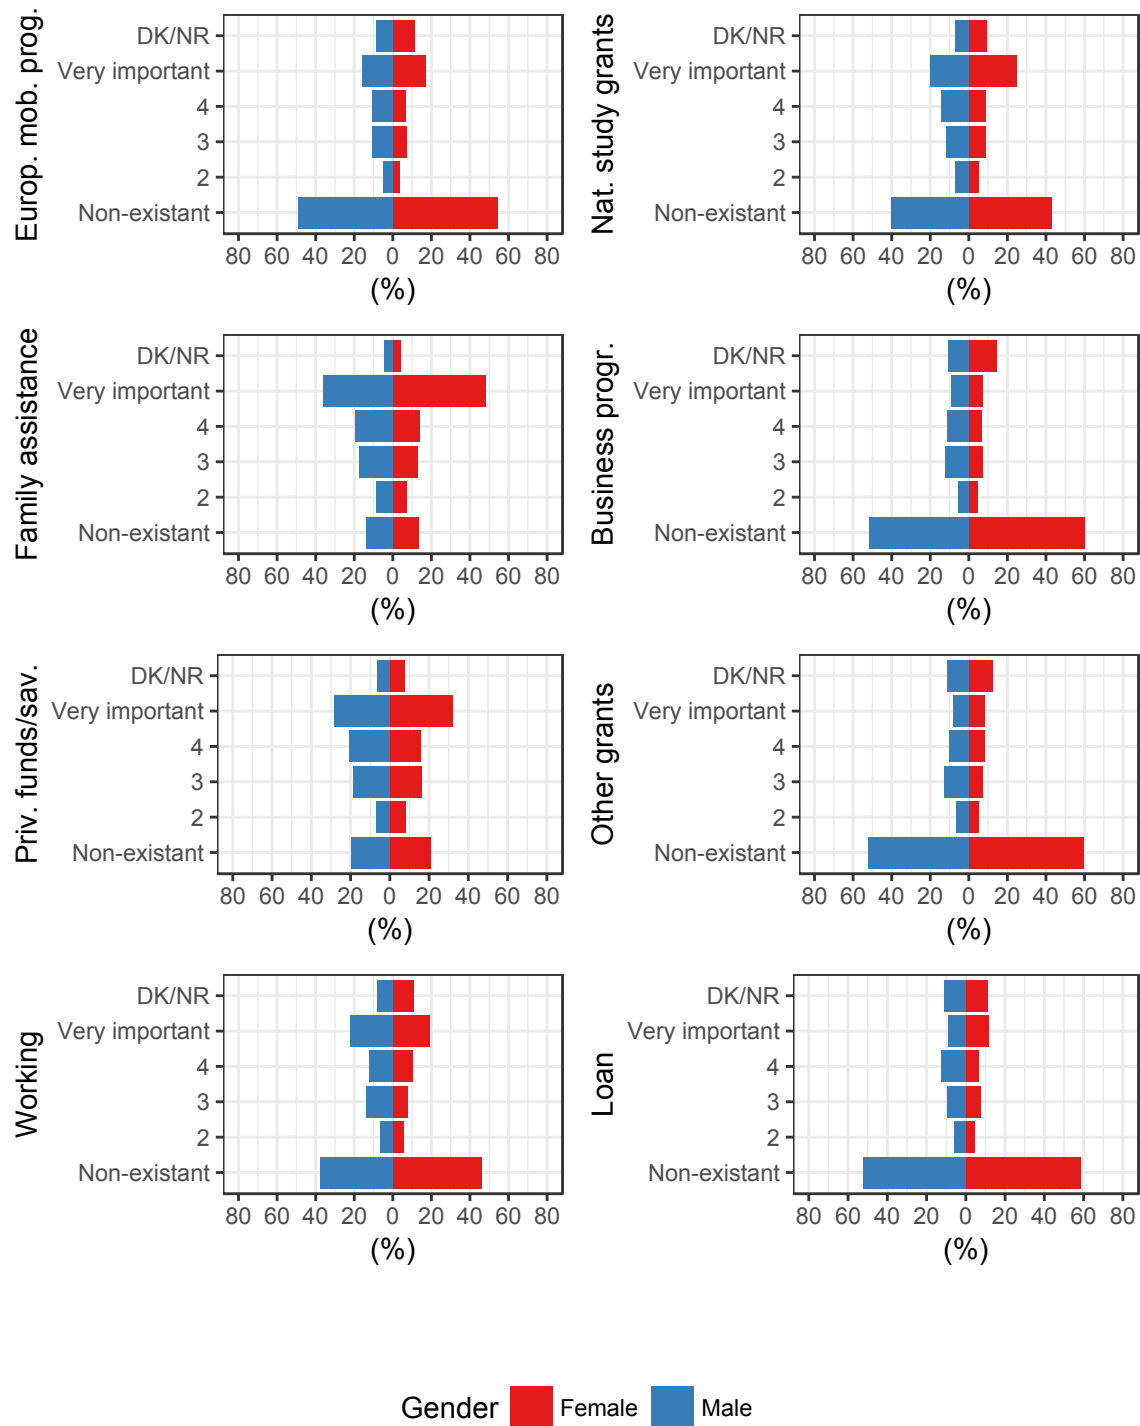 Europ. mob. prog.
DK/NR
Very important
4
3
2
Non-existant
80 60 40 20 0 20 40 60 80
(%)
Nat. study grants
DK/NR
Very important
4
3
2
Non-existant
80 60 40 20 0 20 40 60 80
(%)
Family assistance
DK/NR
Very important
4
3
2
Non-existant
80 60 40 20 0 20 40 60 80
(%)
Business progr.
DK/NR
Very important
4
3
2
Non-existant
80 60 40 20 0 20 40 60 80
(%)
Priv. funds/sav.
DK/NR
Very important
4
3
2
Non-existant
80 60 40 20 0 20 40 60 80
(%)
Other grants
DK/NR
Very important
4
3
2
Non-existant
80 60 40 20 0 20 40 60 80
(%)
Working
DK/NR
Very important
4
3
2
Non-existant
80 60 40 20 0 20 40 60 80
(%)
Loan
DK/NR
Very important
4
3
2
Non-existant
80 60 40 20 0 20 40 60 80
(%)
Gender Female Male